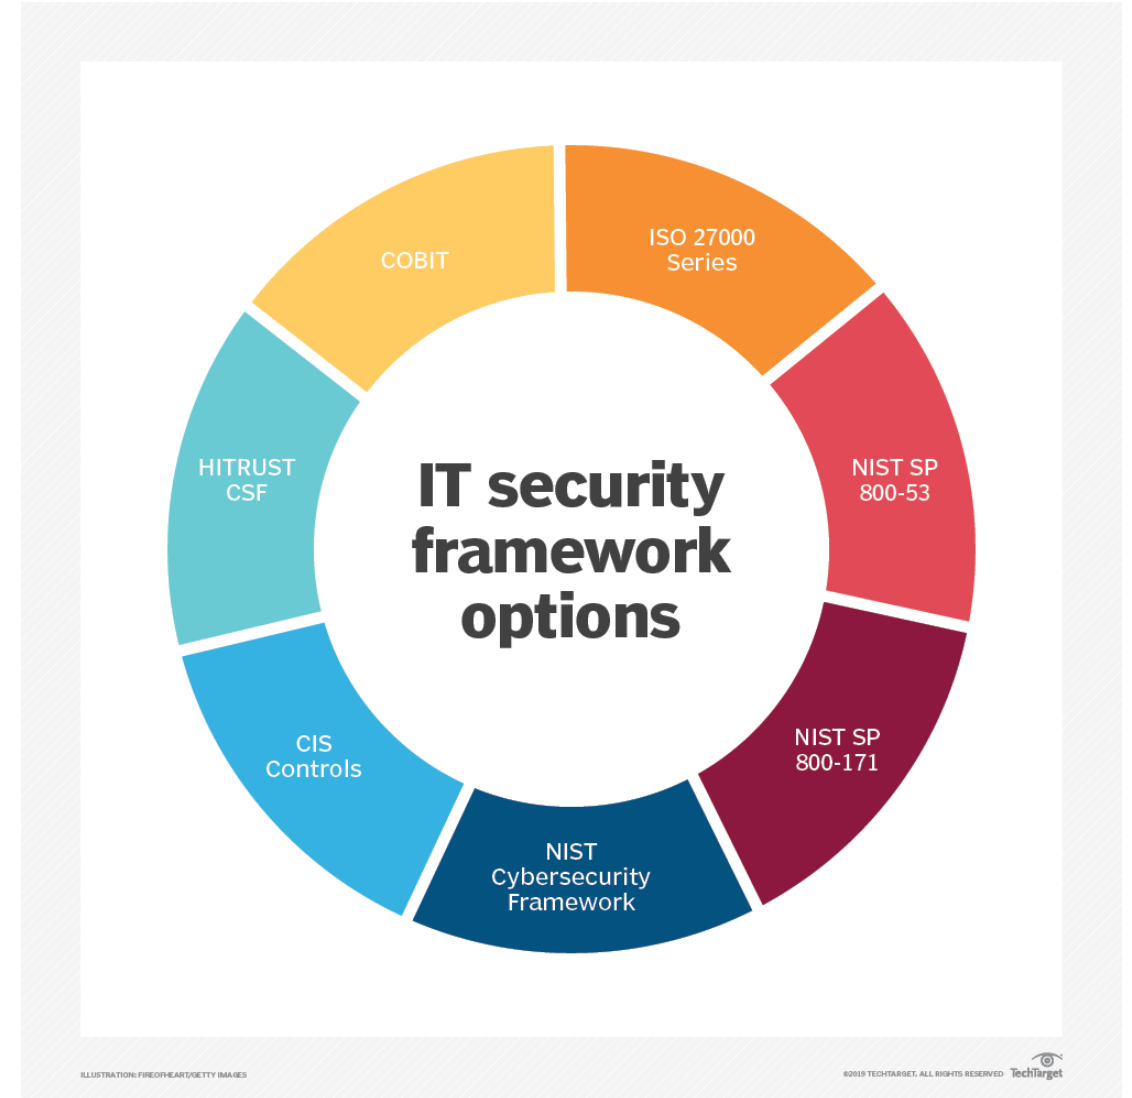 COBIT
ISO 27000
Series
HITRUST
CSF
IT security
framework
options
NIST SP
800-53
CIS
Controls
NIST SP
800-171
NIST
Cybersecurity
Framework
ILLUSTRATION: FIREOFHEART/GETTY IMAGES
©2019 TECHTARGET. ALL RIGHTS RESERVED TechTarget